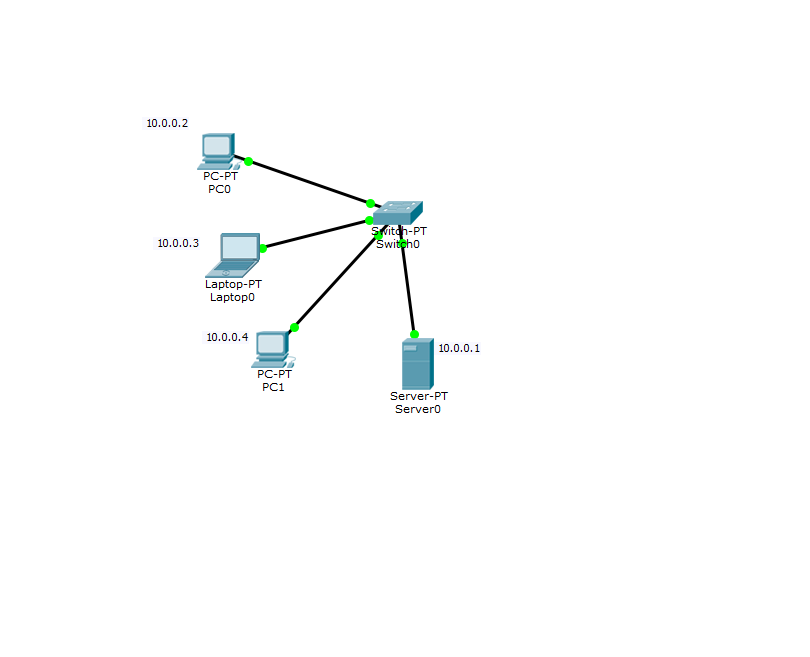 10.0.0.2
PC-PT
PC0
Switch-PT
Switch0
10.0.0.3
Laptop-PT
Laptop0
10.0.0.4
PC-PT
PC1
10.0.0.1
Server-PT
Server0